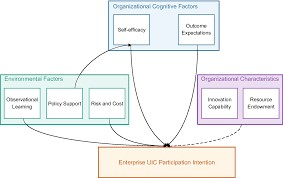 Organizational Cognitive Factors
Self-efficacy
Outcome
Expectations
Environmental Factors
Observational
Learning
Policy Support
Risk and Cost
Organizational Characteristics
Innovation
Capability
Resource
Endowment
Enterprise UIC Participation Intention